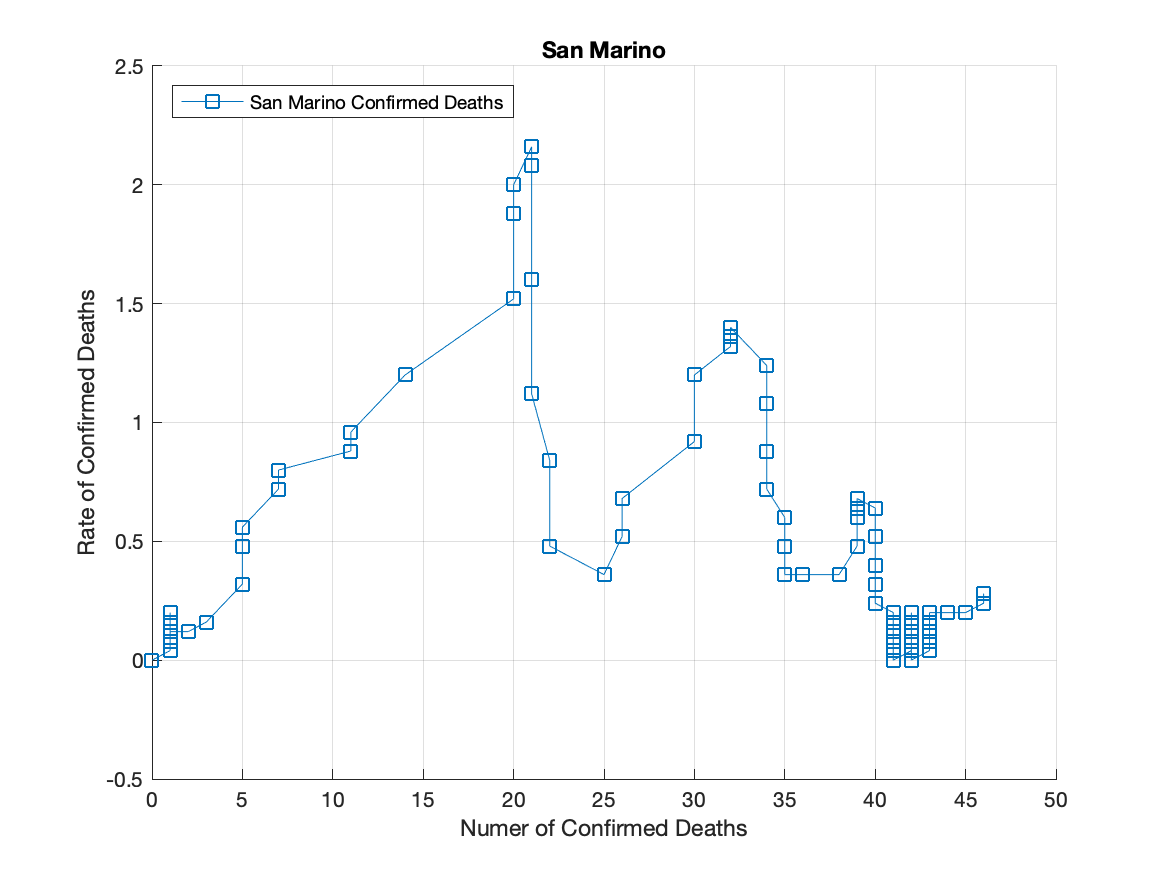 San Marino
San Marino Confirmed Deaths
2.5
2
1.5
1
0.5
0
-0.5
Rate of Confirmed Deaths
0 5 10 15 20 25 30 35 40 45 50
Numer of Confirmed Deaths